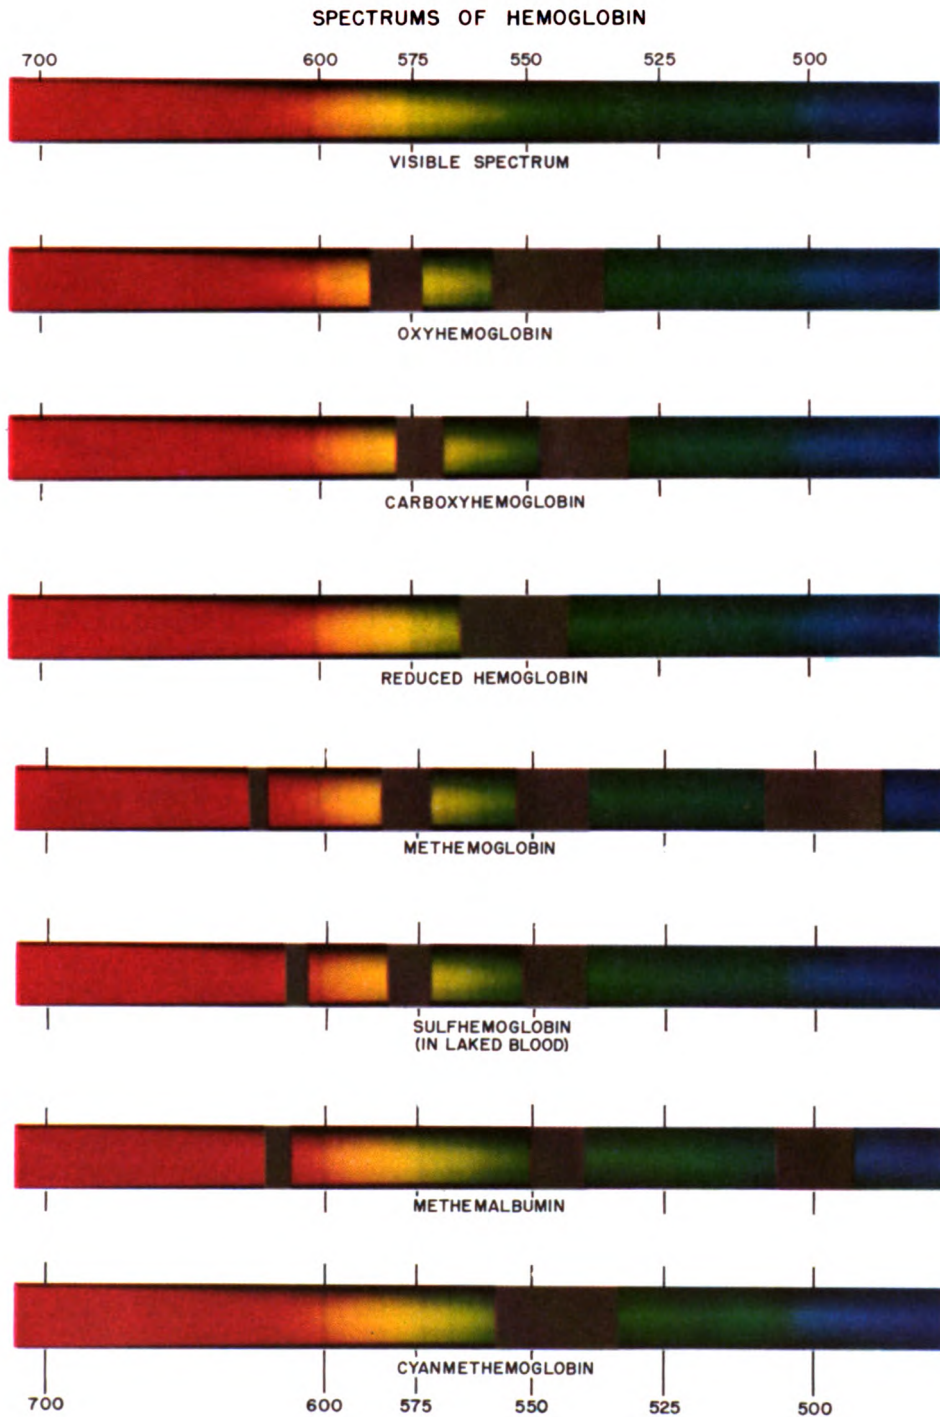 SPECTRUMS OF HEMOGLOBIN
700 600 575 550 525 500
VISIBLE SPECTRUM
OXYHEMOGLOBIN
CARBOXYHEMOGLOBIN
REDUCED HEMOGLOBIN
METHEMOGLOBIN
SULFHEMOGLOBIN
(IN LAKED BLOOD)
METHEMALBUMIN
CYANMETHEMOGLOBIN
700 600 575 550 525 500